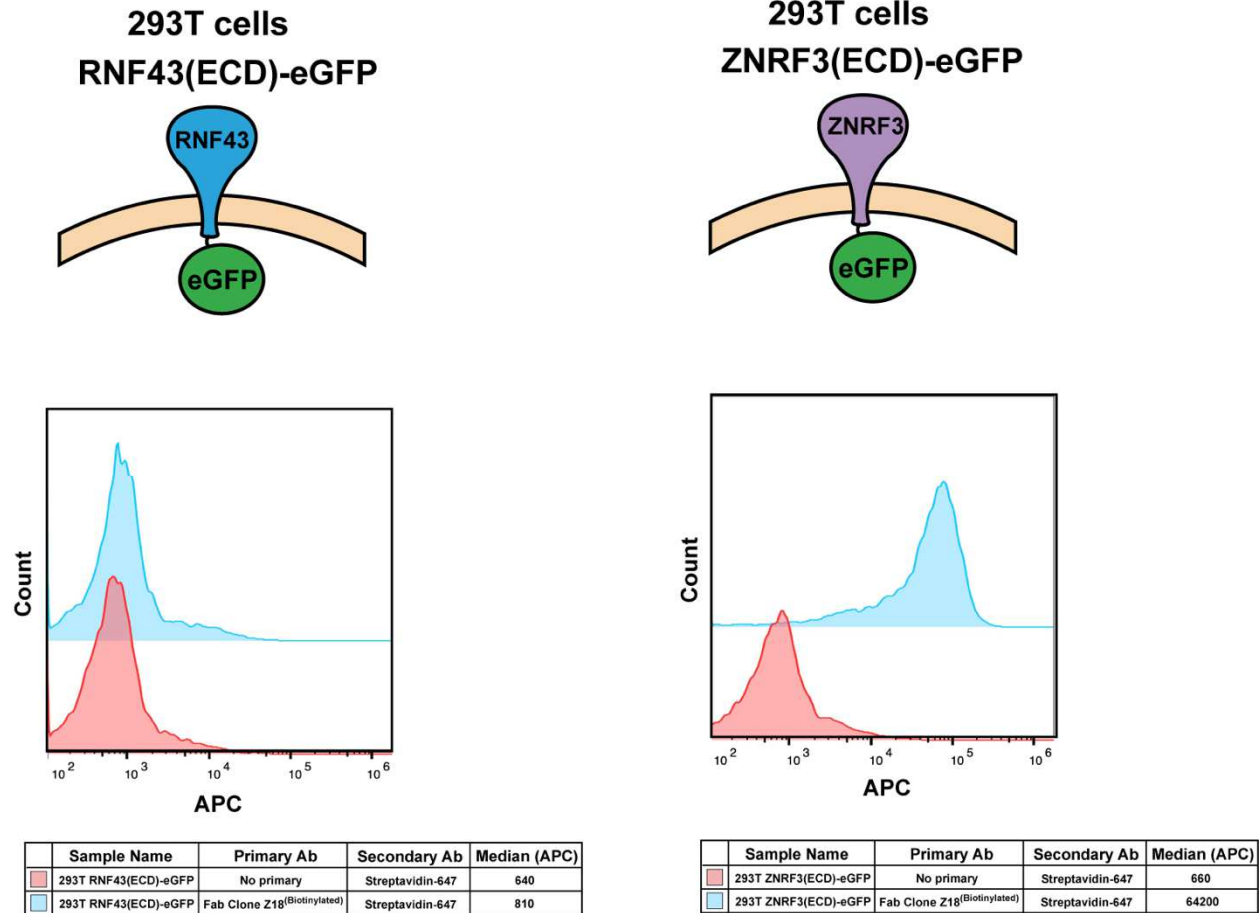 293T cells
RNF43(ECD)-eGFP
RNF43
eGFP
Count
10 2
10 3
10 4
10 5
10 6
APC
Sample Name Primary Ab Secondary Ab Median (APC)
293T RNF43(ECD)-eGFP No primary Streptavidin-647 640
293T RNF43(ECD)-eGFP Fab Clone Z18(Biotinylated) Streptavidin-647 810
293T cells
ZNRF3(ECD)-eGFP
ZNRF3
eGFP
Count
10 2
10 3
10 4
10 5
10 6
APC
Sample Name Primary Ab Secondary Ab Median (APC)
293T ZNRF3(ECD)-eGFP No primary Streptavidin-647 660
293T ZNRF3(ECD)-eGFP Fab Clone Z18(Biotinylated) Streptavidin-647 64200